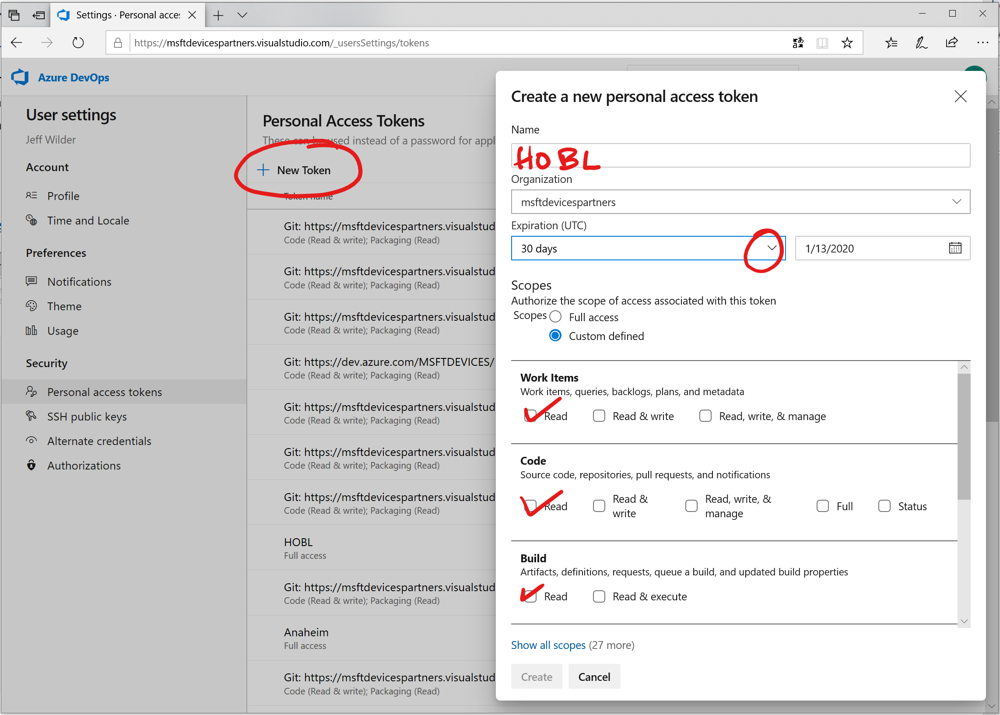 Settings · Personal acce
https://msftdevicespartners.visualstudio.com/_usersSettings/tokens
Azure DevOps
User settings
Jeff Wilder
Account
Profile
Time and Locale
Preferences
Notifications
Theme
Usage
Security
Personal access tokens
SSH public keys
Alternate credentials
Authorizations
Personal Access Tokens
These can be used instead of a password for appl
New Token
Token name
Git: https://msftdevicespartners.visualstud
Code (Read & write); Packaging (Read)
Git: https://msftdevicespartners.visualstud
Code (Read & write); Packaging (Read)
Git: https://msftdevicespartners.visualstud
Code (Read & write); Packaging (Read)
Git: https://dev.azure.com/MSFTDEVICES/
Code (Read & write); Packaging (Read)
Git: https://msftdevicespartners.visualstud
Code (Read & write); Packaging (Read)
Git: https://msftdevicespartners.visualstud
Code (Read & write); Packaging (Read)
Git: https://msftdevicespartners.visualstud
Code (Read & write); Packaging (Read)
HOBL
Full access
Git: https://msftdevicespartners.visualstud
Code (Read & write); Packaging (Read)
Anaheim
Full access
Git: https://msftdevicespartners.visualstud
Code (Read & write); Packaging (Read)
Create a new personal access token
Name
HOBL
Organization
msftdevicespartners
Expiration (UTC)
30 days 1/13/2020
Scopes
Authorize the scope of access associated with this token
Scopes Full access
Custom defined
Work Items
Work items, queries, backlogs, plans, and metadata
Read Read & write Read, write, & manage
Code
Source code, repositories, pull requests, and notifications
Read Read & write Read, write, & manage Full Status
Build
Artifacts, definitions, requests, queue a build, and updated build properties
Read Read & execute
Show all scopes (27 more)
Create Cancel